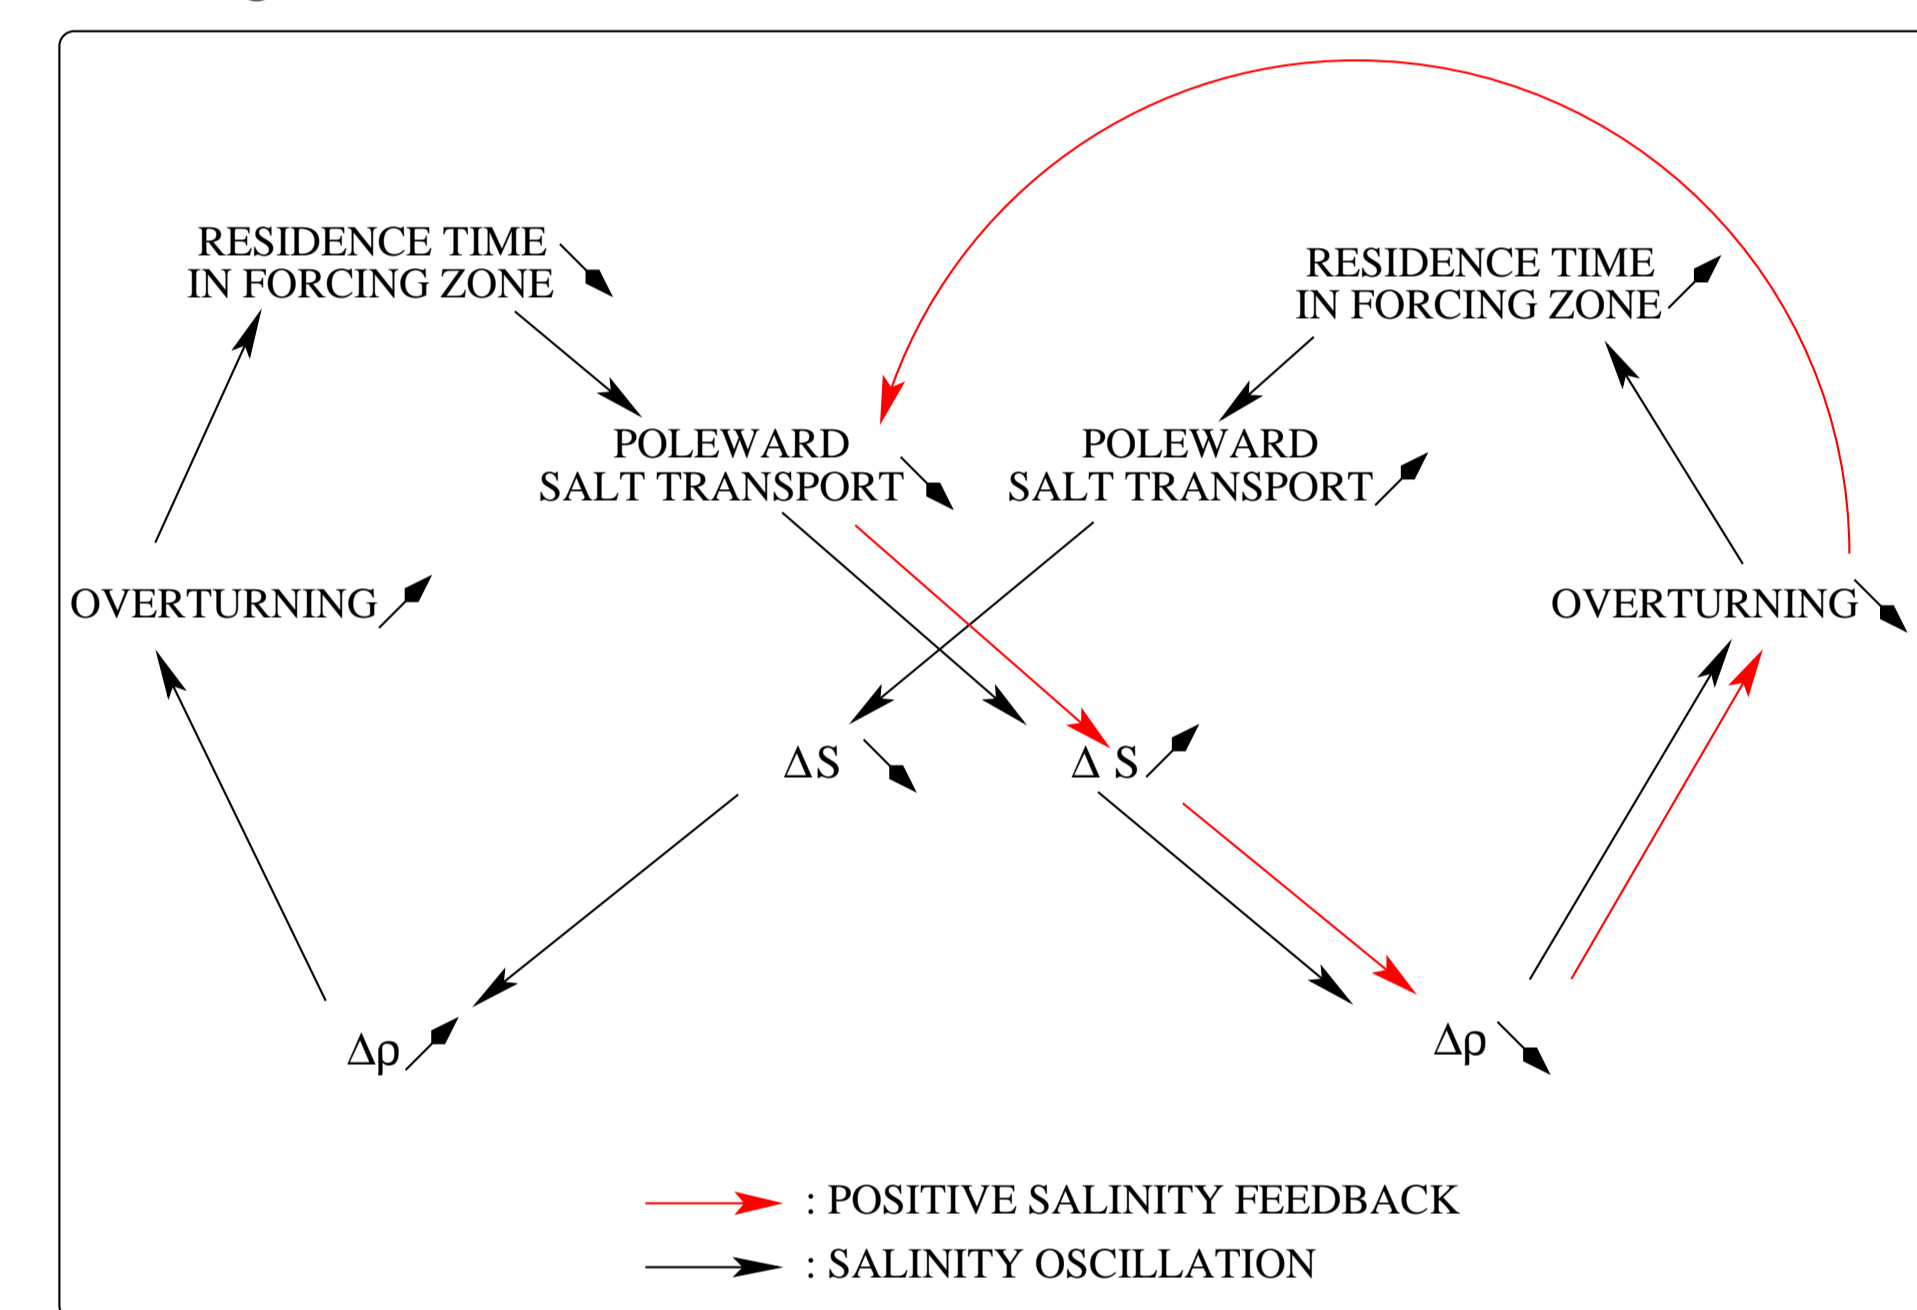 RESIDENCE TIME
IN FORCING ZONE
RESIDENCE TIME
IN FORCING ZONE
POLEWARD
SALT TRANSPORT
POLEWARD
SALT TRANSPORT
OVERTURNING
OVERTURNING
ΔS
Δ S
Δρ
Δρ
: POSITIVE SALINITY FEEDBACK
: SALINITY OSCILLATION